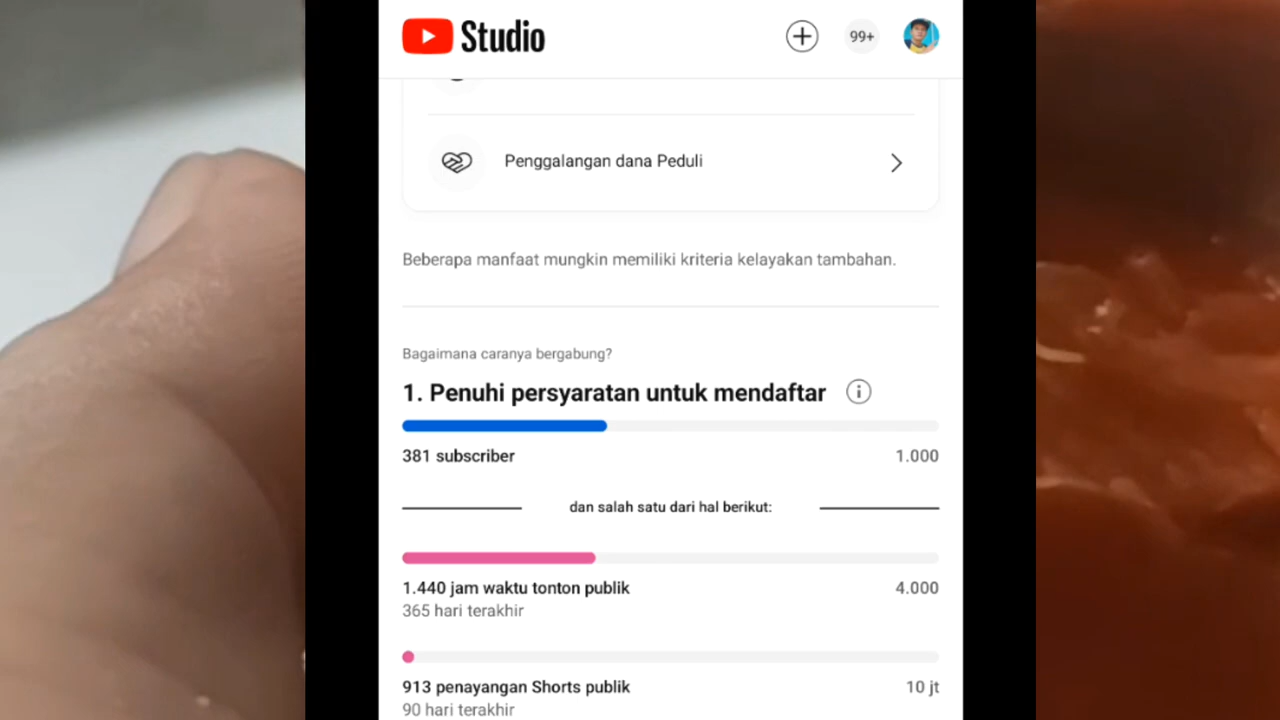 Studio
99+
Penggalangan dana Peduli
Beberapa manfaat mungkin memiliki kriteria kelayakan tambahan.
Bagaimana caranya bergabung?
1. Penuhi persyaratan untuk mendaftar
381 subscriber 1.000
dan salah satu dari hal berikut:
1.440 jam waktu tonton publik 4.000
365 hari terakhir
913 penayangan Shorts publik 10 jt
90 hari terakhir